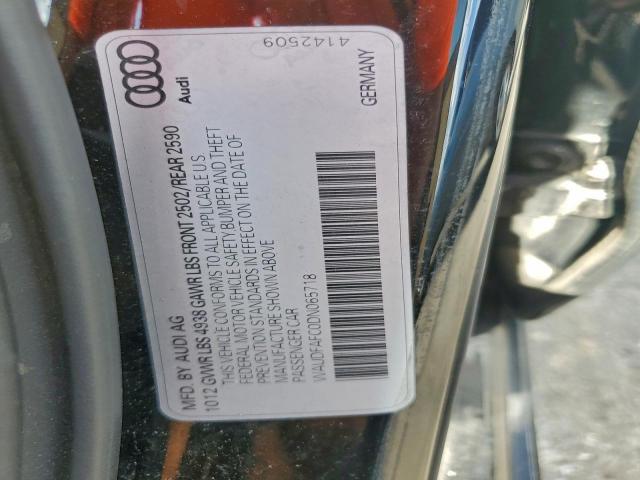 Audi
4142509
MFD. BY AUDI AG
GERMANY
1012 GVWR LBS 4938 GAWR LBS FRONT 2502/REAR 2590
THIS VEHICLE CONFORMS TO ALL APPLICABLE U.S.
FEDERAL MOTOR VEHICLE SAFETY BUMPER AND THEFT
PREVENTION STANDARDS IN EFFECT ON THE DATE OF
MANUFACTURE SHOWN ABOVE
PASSENGER CAR
WAUDFAFC0DN065718